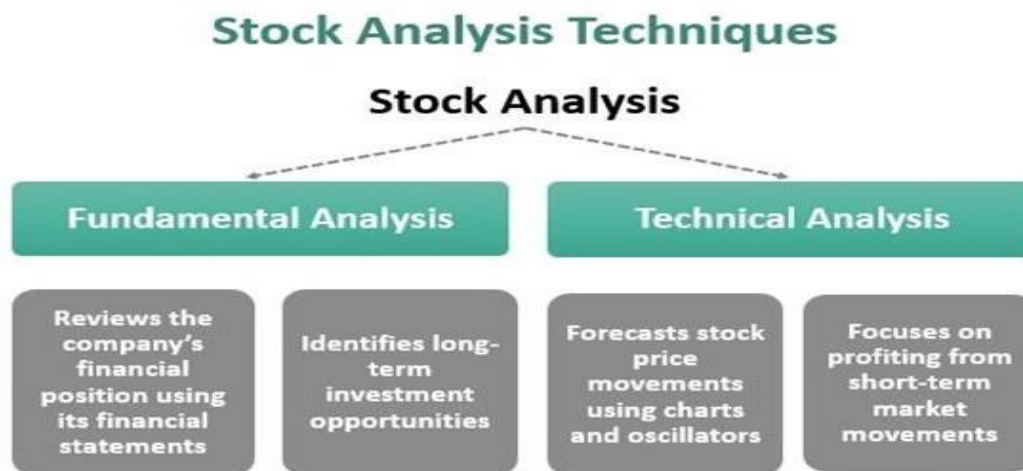 Stock Analysis Techniques
Stock Analysis
Fundamental Analysis
Technical Analysis
Reviews the
company's
financial
position using
its financial
statements
Identifies long-
term
investment
opportunities
Forecasts stock
price
movements
using charts
and oscillators
Focuses on
profiting from
short-term
market
movements